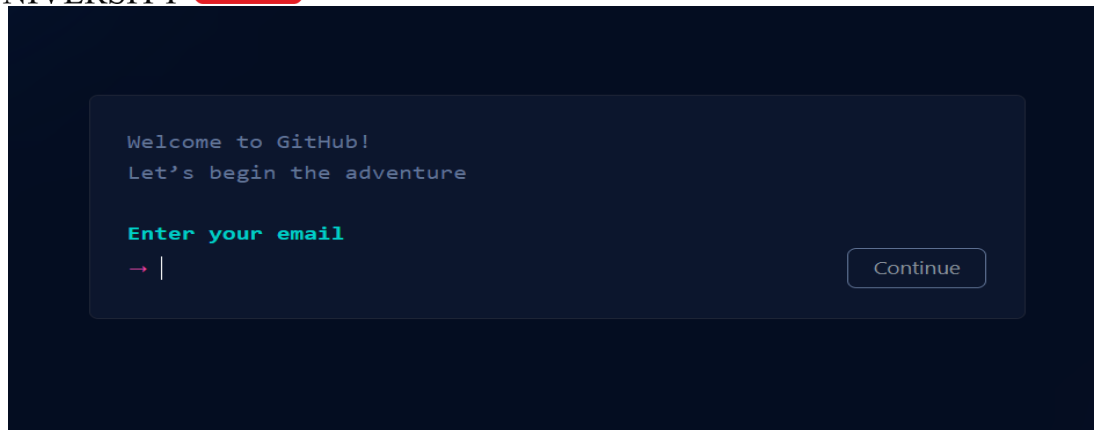 Welcome to GitHub!
Let’s begin the adventure
Enter your email
→
Continue